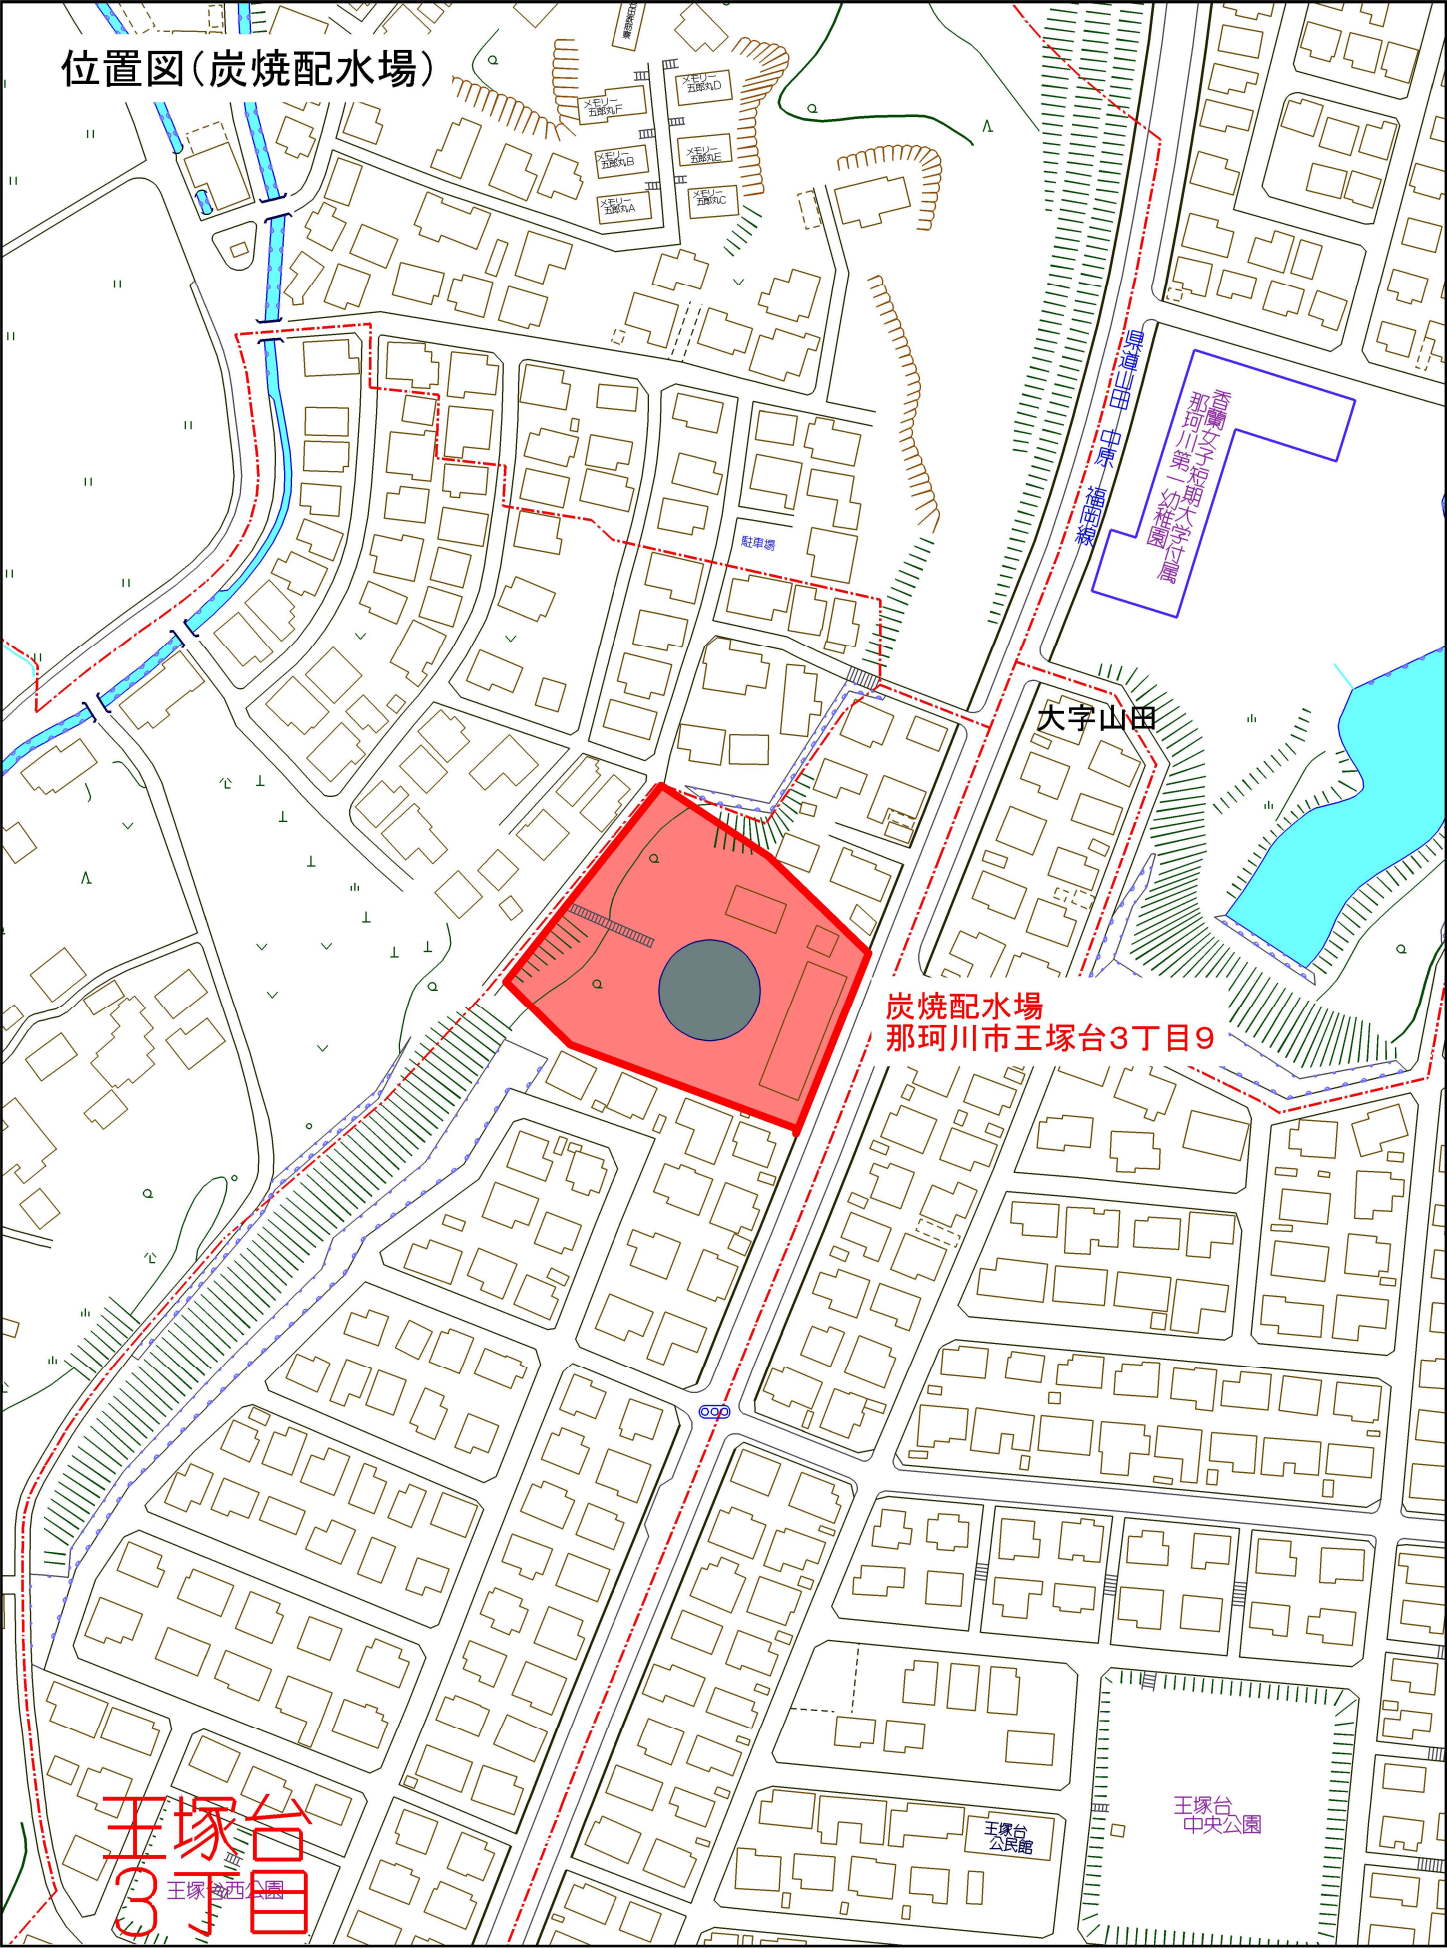 位置図（炭焼配水場）
メモリー
五郎丸D
メモリー
五郎丸F
メモリー
五郎丸B
メモリー
五郎丸E
メモリー
五郎丸A
メモリー
五郎丸C
県道山田 中原 福岡線
香蘭女子短期大学付属
那珂川第一幼稚園
駐車場
大字山田
炭焼配水場
那珂川市王塚台３丁目９
王塚台
中央公園
王塚台
公民館
王塚台
３丁目
王塚台西公園